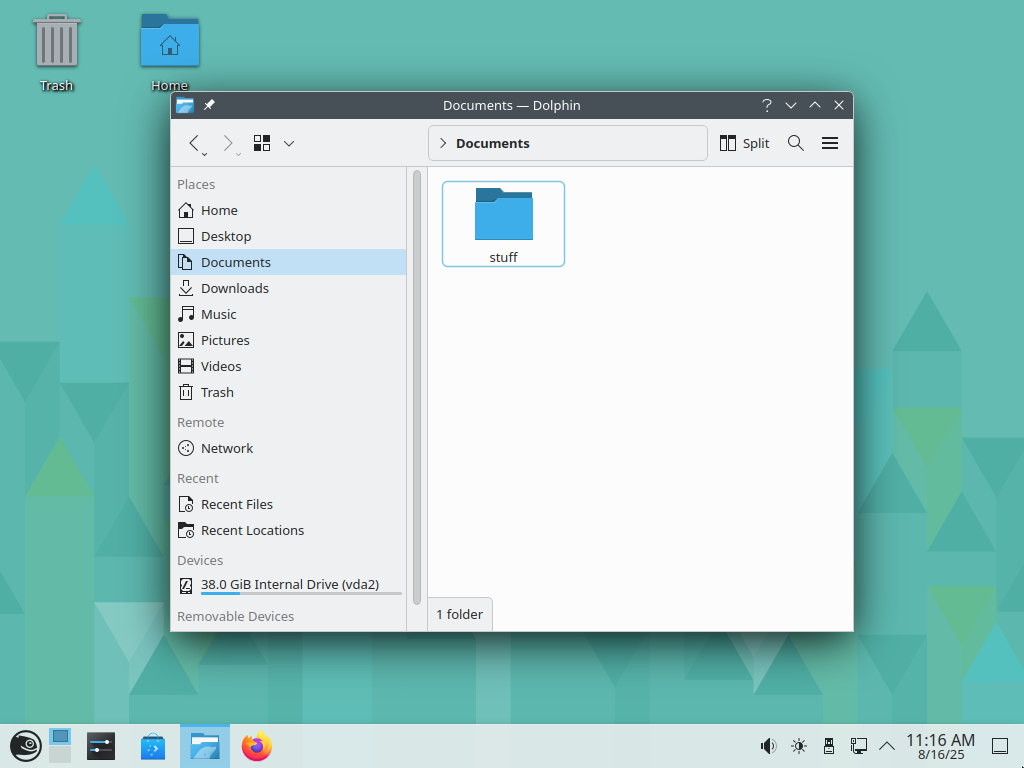 Trash
Home
Documents — Dolphin
Documents
Split
Places
Home
Desktop
Documents
Downloads
Music
Pictures
Videos
Trash
Remote
Network
Recent
Recent Files
Recent Locations
Devices
38.0 GiB Internal Drive (vda2)
Removable Devices
stuff
1 folder
11:16 AM
8/16/25